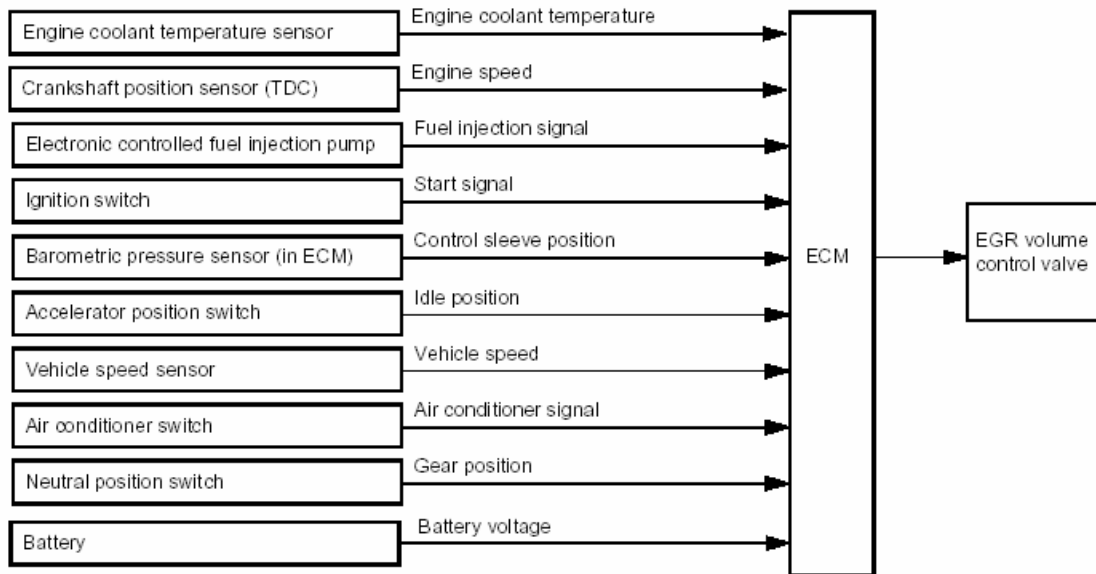 Engine coolant temperature sensor
Engine coolant temperature
Crankshaft position sensor (TDC)
Engine speed
Electronic controlled fuel injection pump
Fuel injection signal
Ignition switch
Start signal
Barometric pressure sensor (in ECM)
Control sleeve position
Accelerator position switch
Idle position
Vehicle speed sensor
Vehicle speed
Air conditioner switch
Air conditioner signal
Neutral position switch
Gear position
Battery
Battery voltage
ECM
EGR volume
control valve